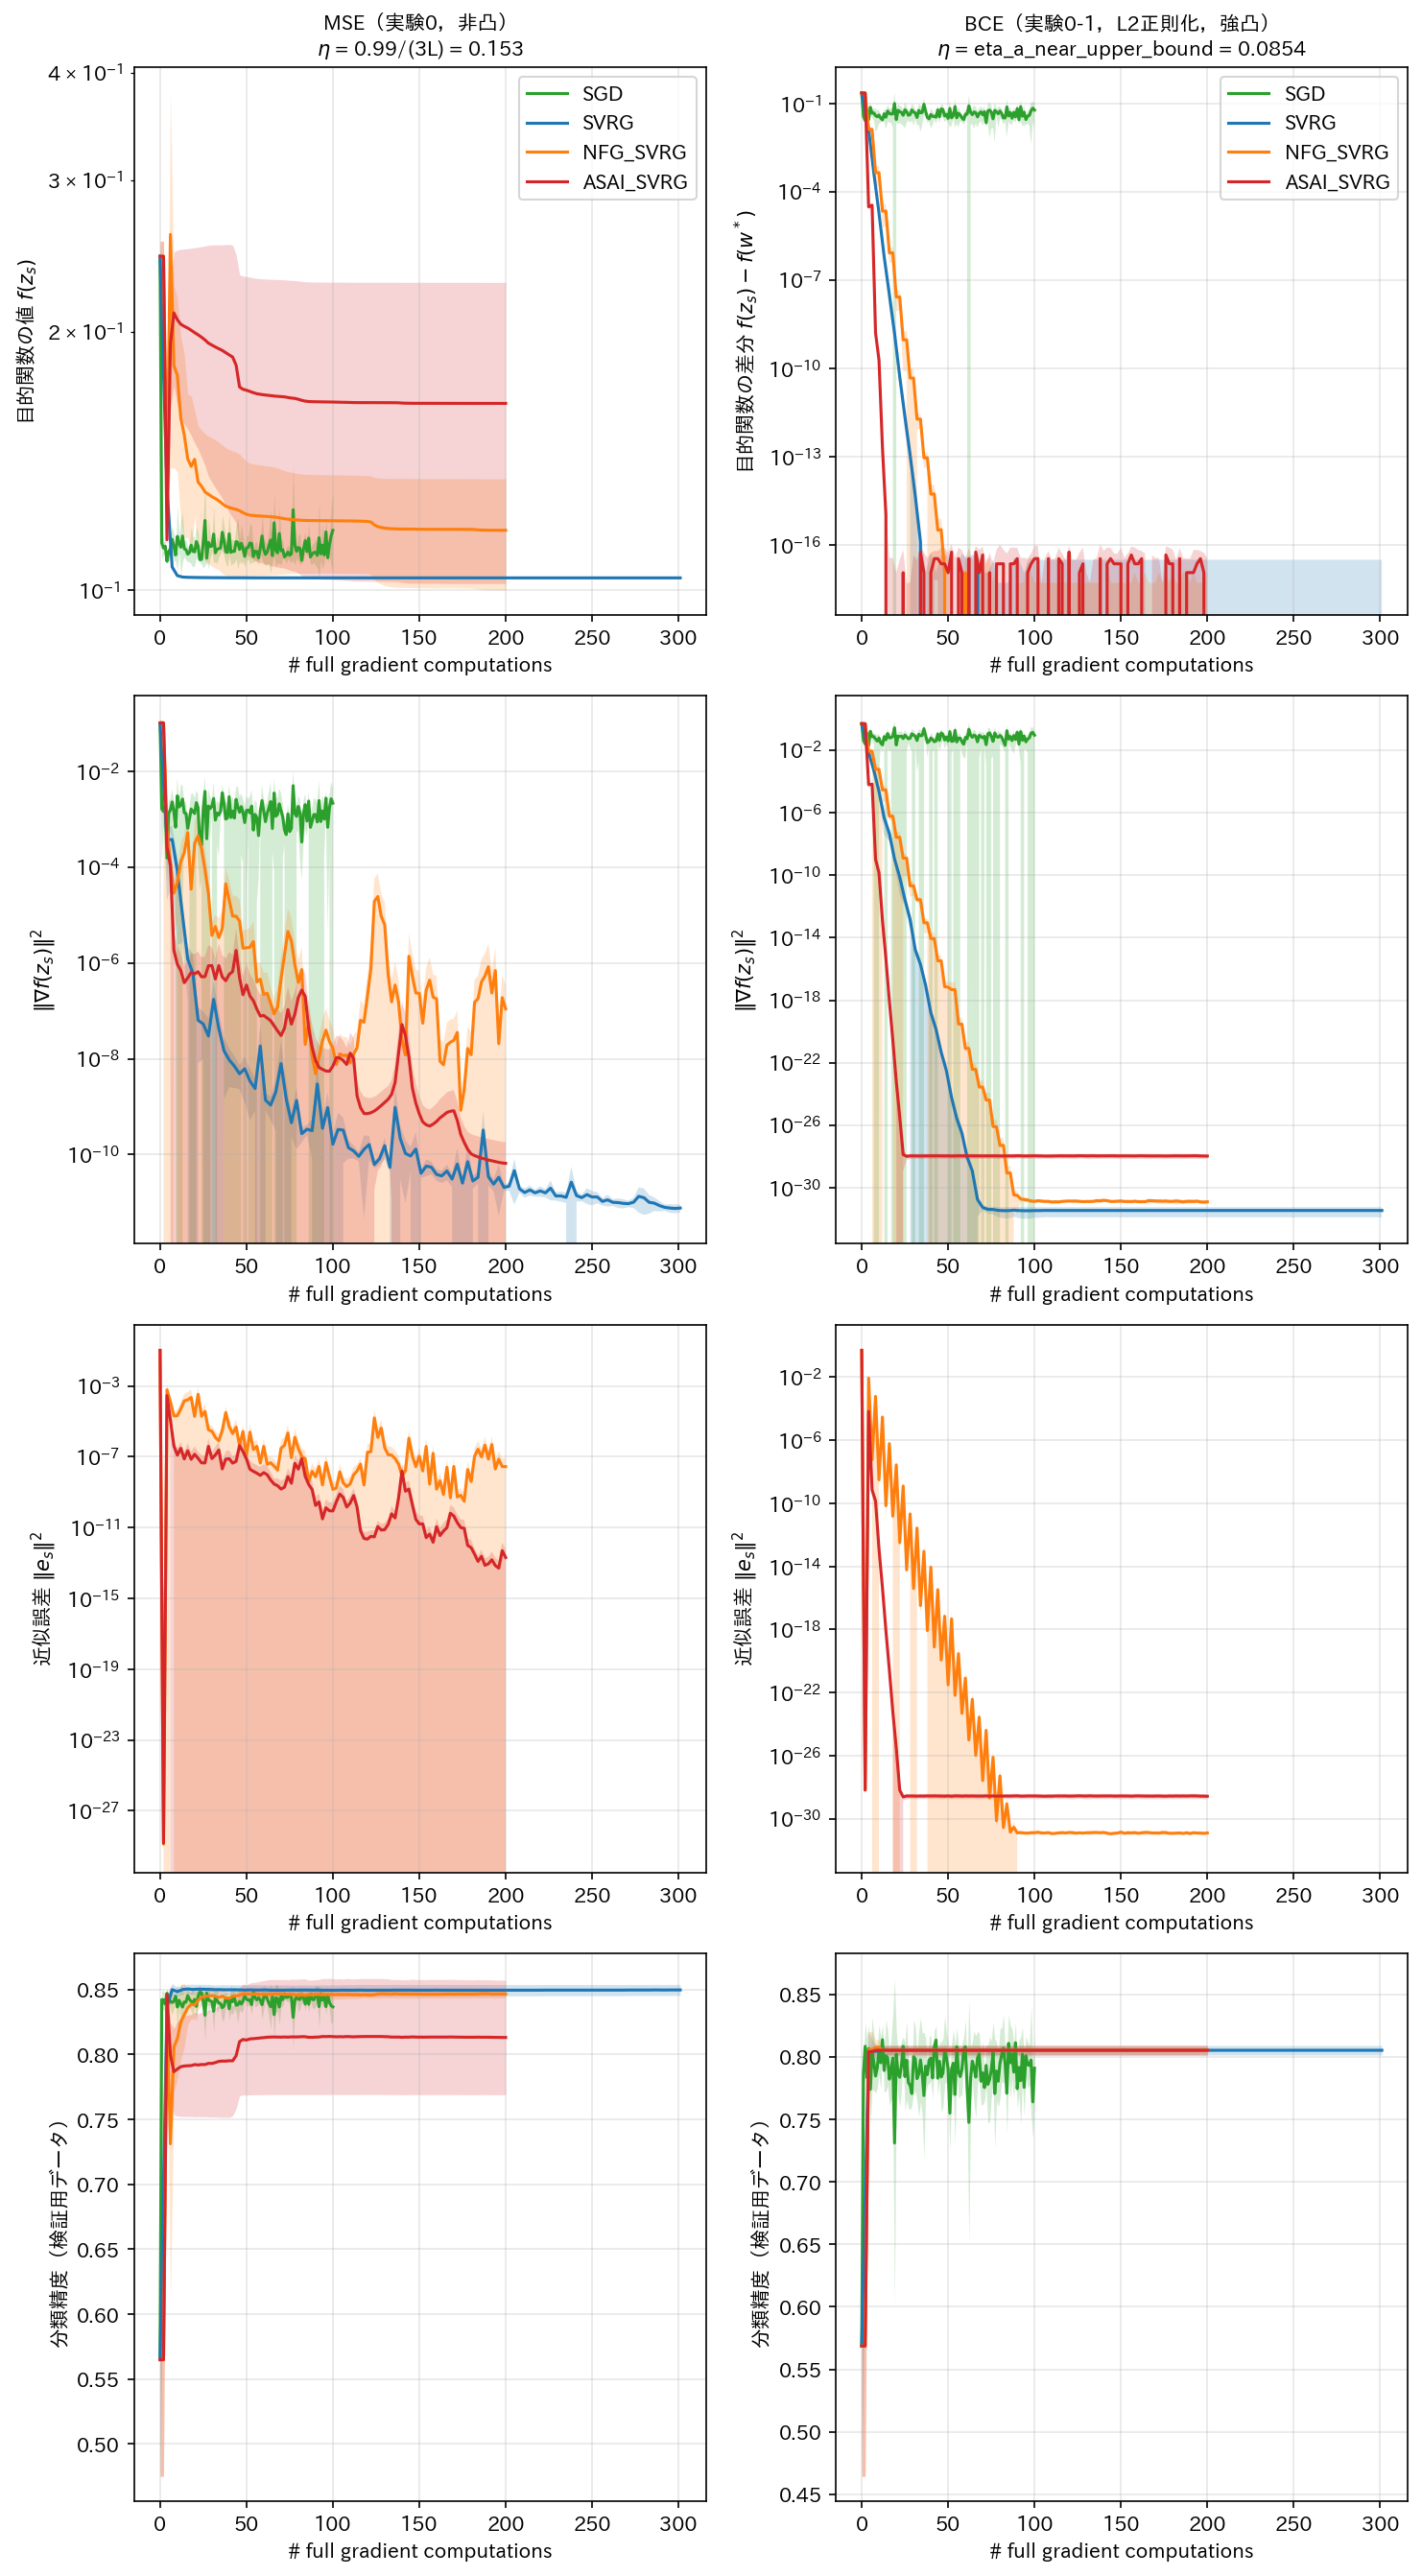 MSE（実験0，非凸）
η = 0.99/(3L) = 0.153
目的関数の値 f(z_s)
4 × 10⁻¹
3 × 10⁻¹
2 × 10⁻¹
10⁻¹
SGD
SVRG
NFG_SVRG
ASAI_SVRG
0 50 100 150 200 250 300
# full gradient computations
BCE（実験0-1，L2正則化，強凸）
η = eta_a_near_upper_bound = 0.0854
目的関数の差分 f(z_s) − f(w*)
10⁻¹
10⁻⁴
10⁻⁷
10⁻¹⁰
10⁻¹³
10⁻¹⁶
SGD
SVRG
NFG_SVRG
ASAI_SVRG
0 50 100 150 200 250 300
# full gradient computations
‖∇f(z_s)‖²
10⁻²
10⁻⁴
10⁻⁶
10⁻⁸
10⁻¹⁰
0 50 100 150 200 250 300
# full gradient computations
‖∇f(z_s)‖²
10⁻²
10⁻⁶
10⁻¹⁰
10⁻¹⁴
10⁻¹⁸
10⁻²²
10⁻²⁶
10⁻³⁰
0 50 100 150 200 250 300
# full gradient computations
近似誤差 ‖e_s‖²
10⁻³
10⁻⁷
10⁻¹¹
10⁻¹⁵
10⁻¹⁹
10⁻²³
10⁻²⁷
0 50 100 150 200 250 300
# full gradient computations
近似誤差 ‖e_s‖²
10⁻²
10⁻⁶
10⁻¹⁰
10⁻¹⁴
10⁻¹⁸
10⁻²²
10⁻²⁶
10⁻³⁰
0 50 100 150 200 250 300
# full gradient computations
分類精度（検証用データ）
0.85
0.80
0.75
0.70
0.65
0.60
0.55
0.50
0 50 100 150 200 250 300
# full gradient computations
分類精度（検証用データ）
0.85
0.80
0.75
0.70
0.65
0.60
0.55
0.50
0.45
0 50 100 150 200 250 300
# full gradient computations